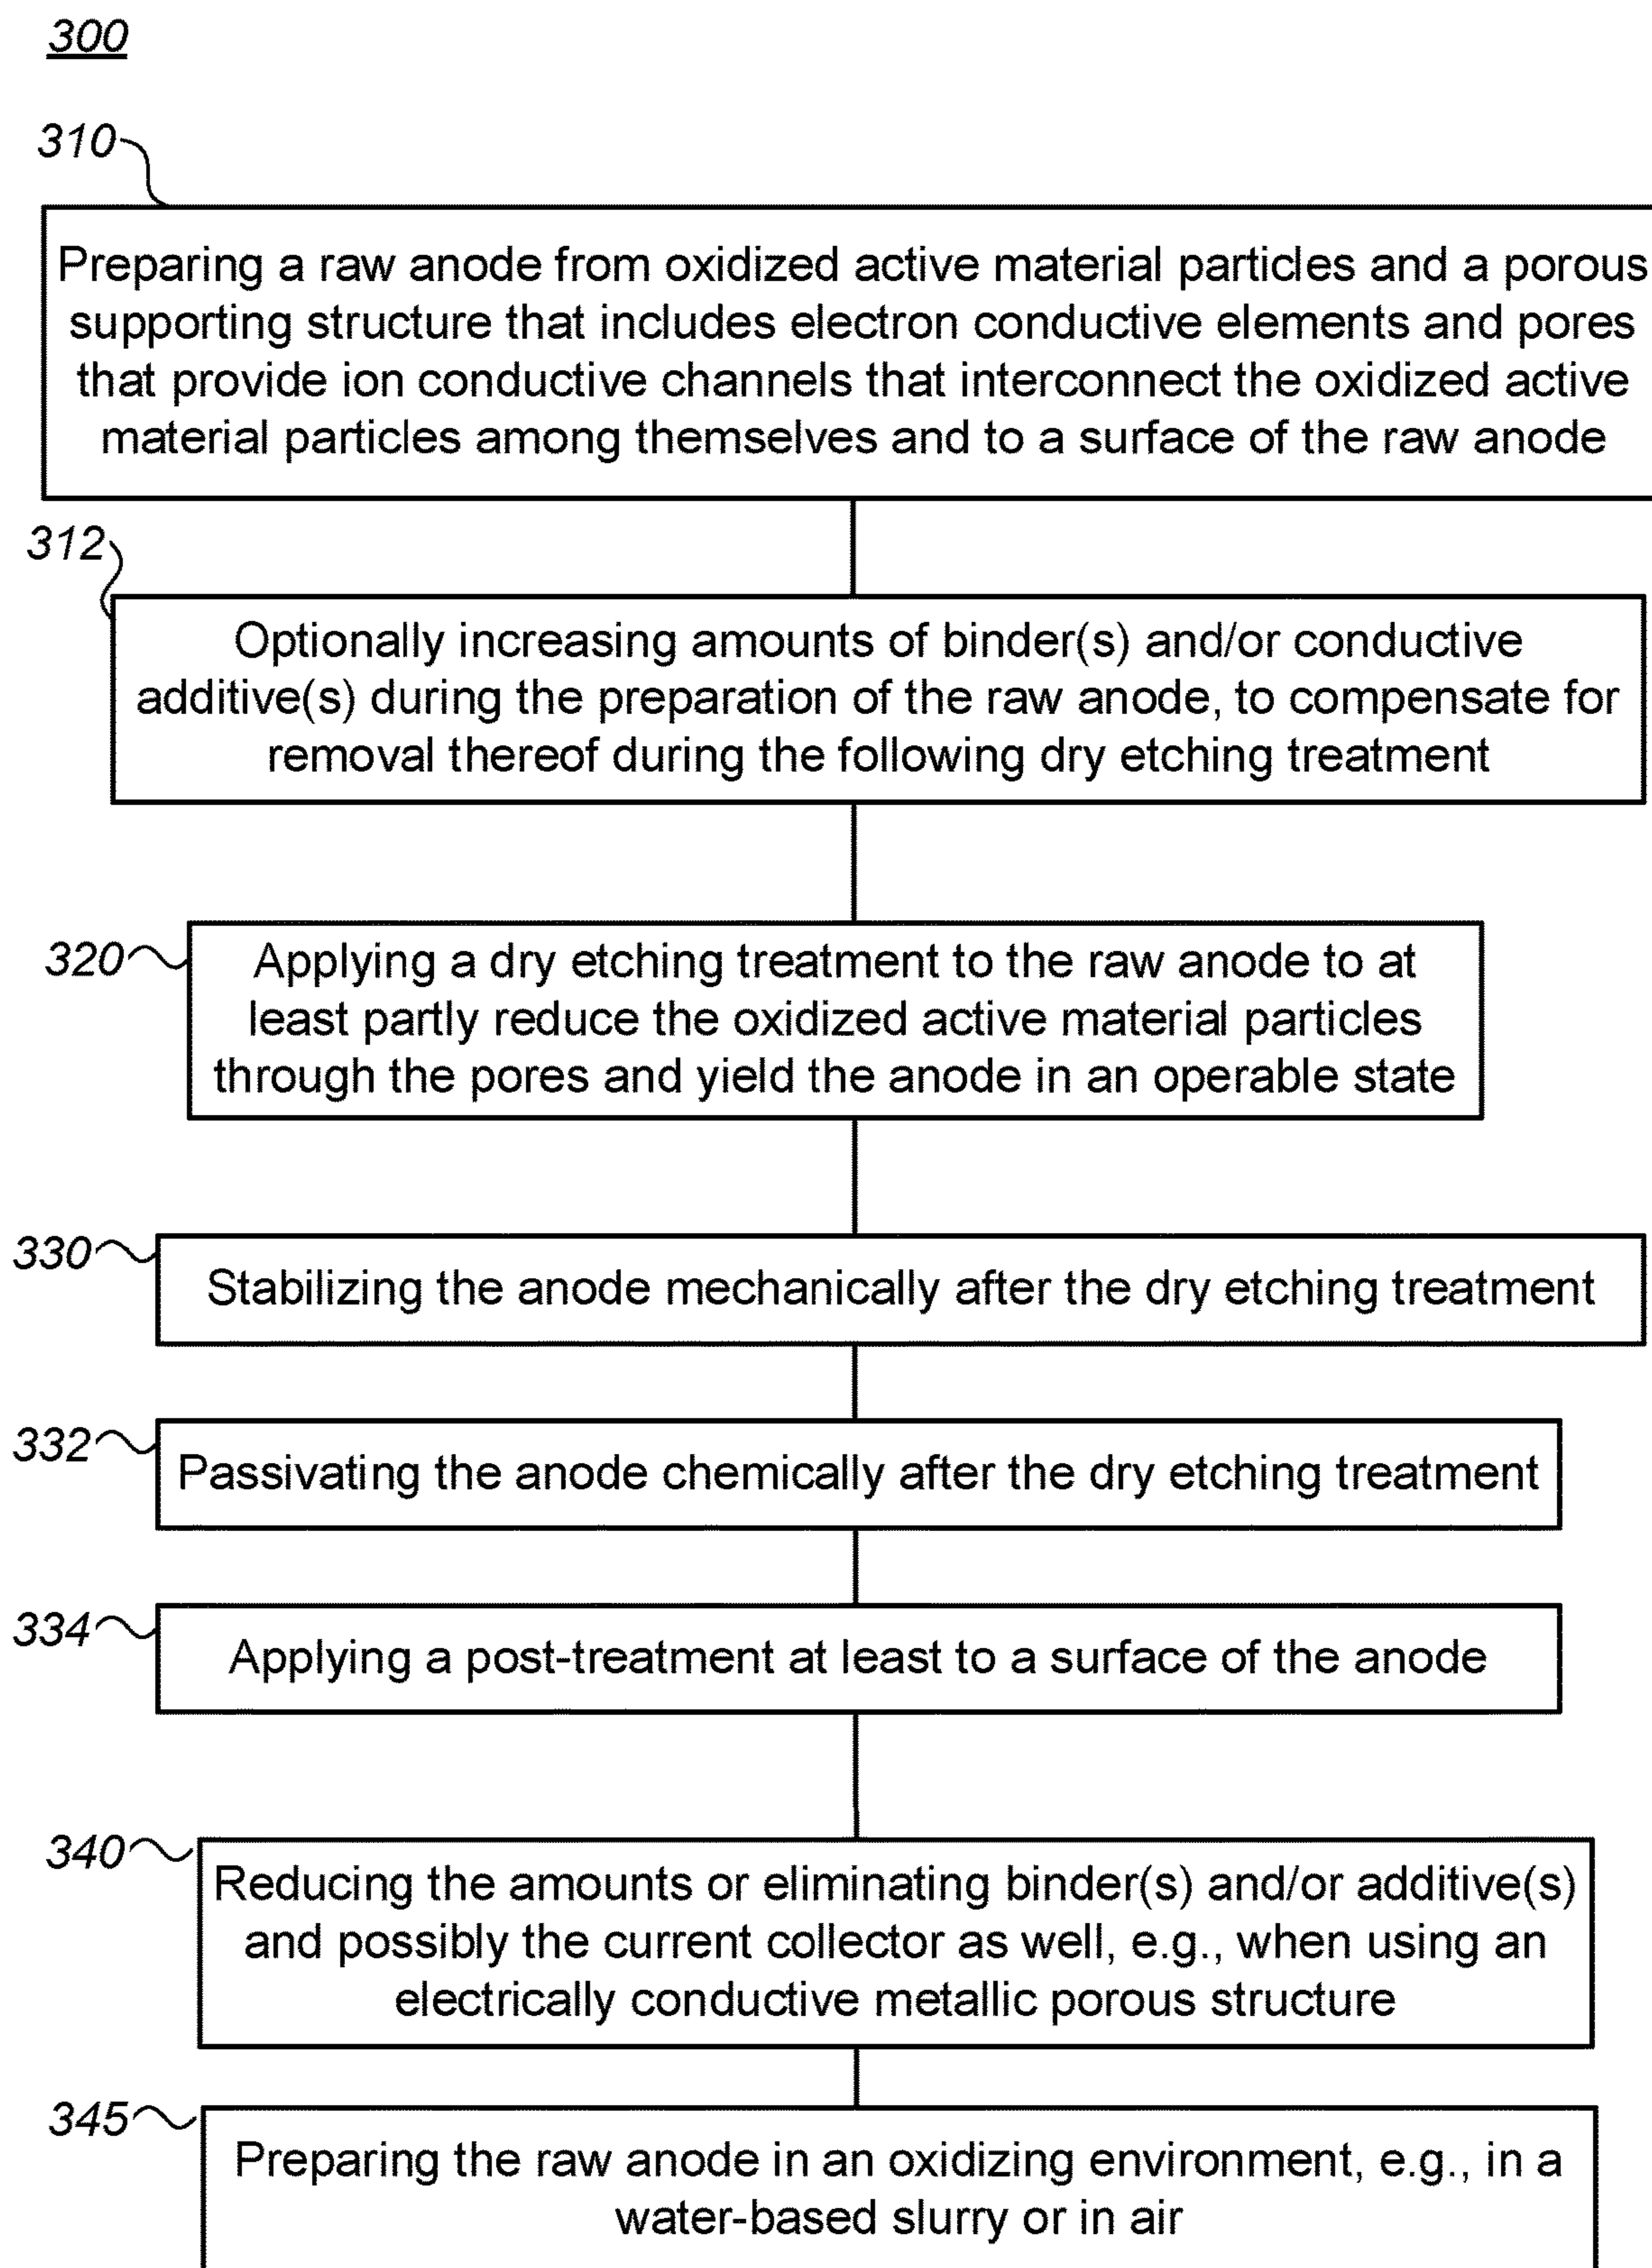 300
310
Preparing a raw anode from oxidized active material particles and a porous
supporting structure that includes electron conductive elements and pores
that provide ion conductive channels that interconnect the oxidized active
material particles among themselves and to a surface of the raw anode
312
Optionally increasing amounts of binder(s) and/or conductive
additive(s) during the preparation of the raw anode, to compensate for
removal thereof during the following dry etching treatment
320
Applying a dry etching treatment to the raw anode to at
least partly reduce the oxidized active material particles
through the pores and yield the anode in an operable state
330
Stabilizing the anode mechanically after the dry etching treatment
332
Passivating the anode chemically after the dry etching treatment
334
Applying a post-treatment at least to a surface of the anode
340
Reducing the amounts or eliminating binder(s) and/or additive(s)
and possibly the current collector as well, e.g., when using an
electrically conductive metallic porous structure
345
Preparing the raw anode in an oxidizing environment, e.g., in a
water-based slurry or in air